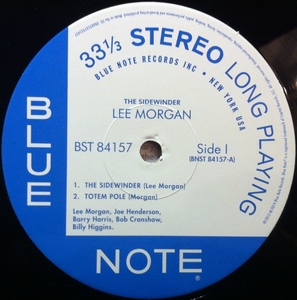 33 1/3 STEREO LONG PLAYING
BLUE NOTE RECORDS INC • NEW YORK USA
THE SIDEWINDER
LEE MORGAN
BST 84157
Side I
(BNST 84157-A)
1. THE SIDEWINDER (Lee Morgan)
2. TOTEM POLE (Morgan)
Lee Morgan, Joe Henderson,
Barry Harris, Bob Cranshaw,
Billy Higgins.
BLUE
NOTE
®